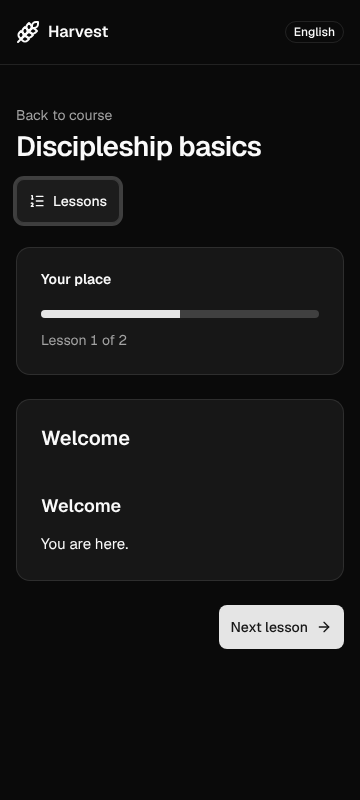 Harvest
English
Back to course
Discipleship basics
Lessons
Your place
Lesson 1 of 2
Welcome
Welcome
You are here.
Next lesson